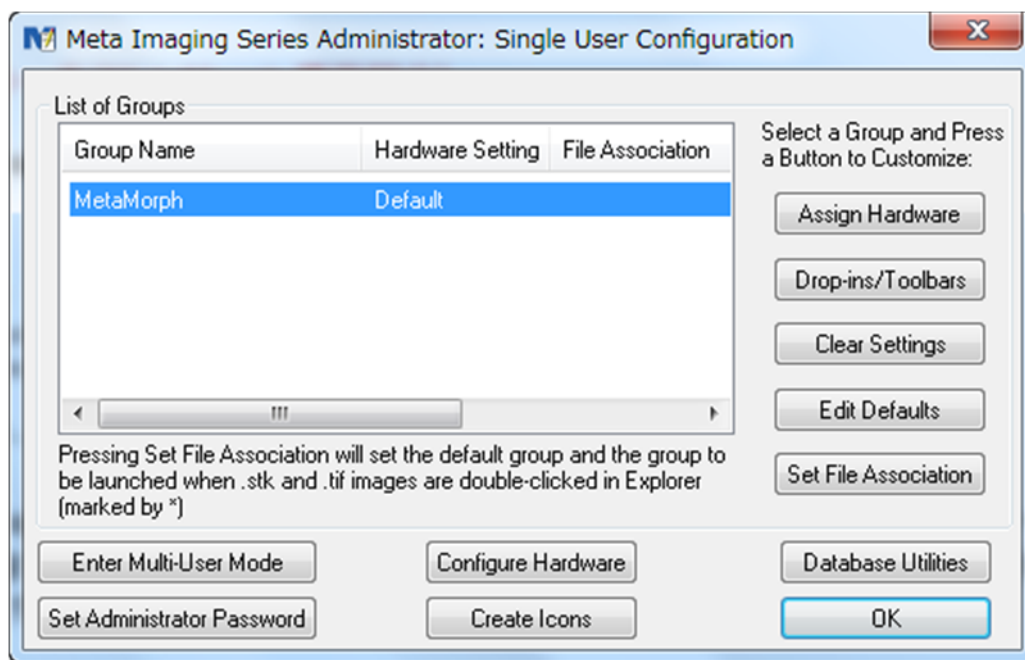 Meta Imaging Series Administrator: Single User Configuration
List of Groups
Group Name Hardware Setting File Association
MetaMorph Default
Select a Group and Press
a Button to Customize:
Assign Hardware
Drop-ins/Toolbars
Clear Settings
Edit Defaults
Set File Association
Pressing Set File Association will set the default group and the group to
be launched when .stk and .tif images are double-clicked in Explorer
(marked by *)
Enter Multi-User Mode Configure Hardware Database Utilities
Set Administrator Password Create Icons OK